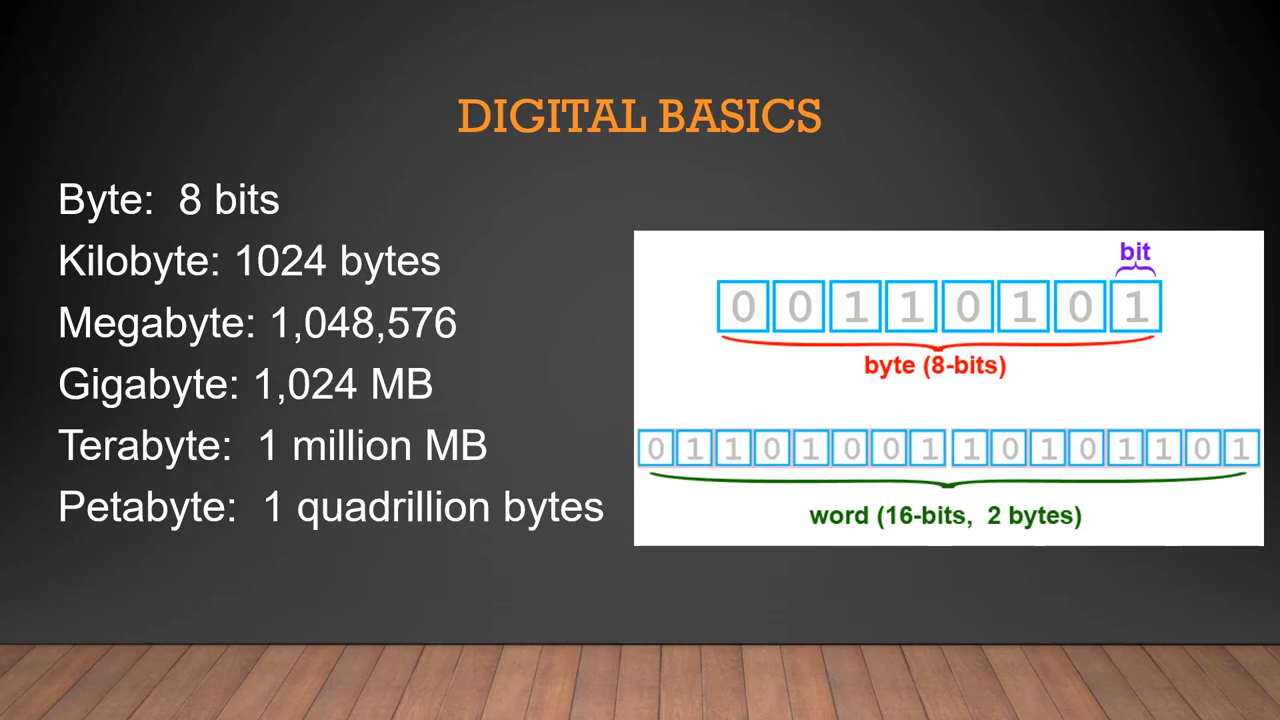 DIGITAL BASICS
Byte:  8 bits
Kilobyte: 1024 bytes
Megabyte: 1,048,576
Gigabyte: 1,024 MB
Terabyte:  1 million MB
Petabyte:  1 quadrillion bytes
bit
0 0 1 1 0 1 0 1
byte (8-bits)
0 1 1 0 1 0 0 1 1 0 1 0 1 1 0 1
word (16-bits,  2 bytes)